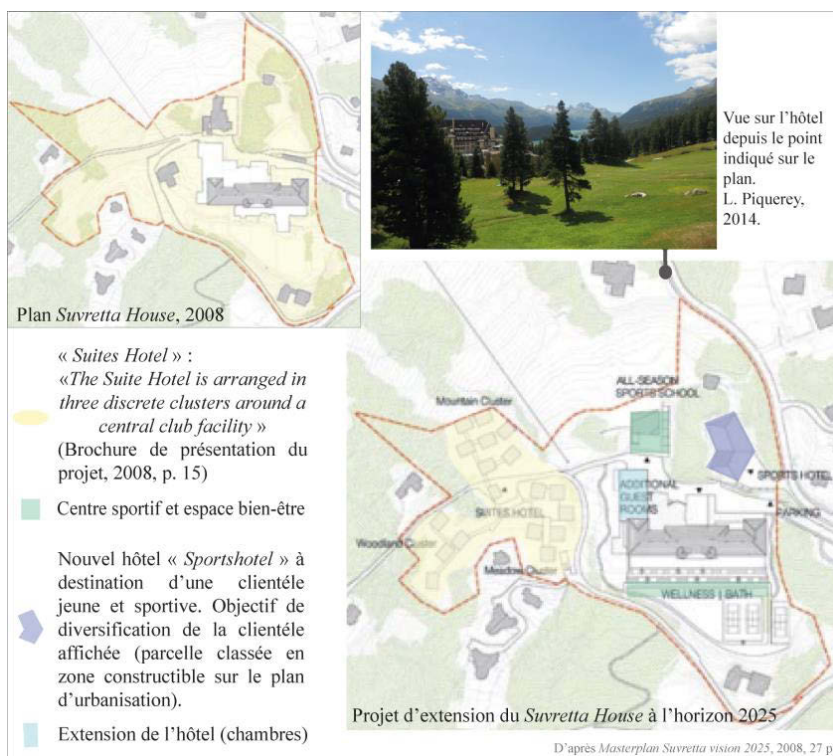 Vue sur l’hôtel
depuis le point
indiqué sur le
plan.
L. Piquerey,
2014.
Plan Suvretta House, 2008
« Suites Hotel » :
«The Suite Hotel is arranged in
three discrete clusters around a
central club facility »
(Brochure de présentation du
projet, 2008, p. 15)
Centre sportif et espace bien-être
Nouvel hôtel « Sportshotel » à
destination d’une clientéle
jeune et sportive. Objectif de
diversification de la clientéle
affichée (parcelle classée en
zone constructible sur le plan
d’urbanisation).
Extension de l’hôtel (chambres)
ALL-SEASON
SPORTS SCHOOL
Mountain Cluster
SPORTS HOTEL
ADDITIONAL
GUEST
ROOMS
SUITES HOTEL
PARKING
Woodland Cluster
Meadow Cluster
WELLNESS | BATH
Projet d’extension du Suvretta House à l’horizon 2025
D’après Masterplan Suvretta vision 2025, 2008, 27 p.